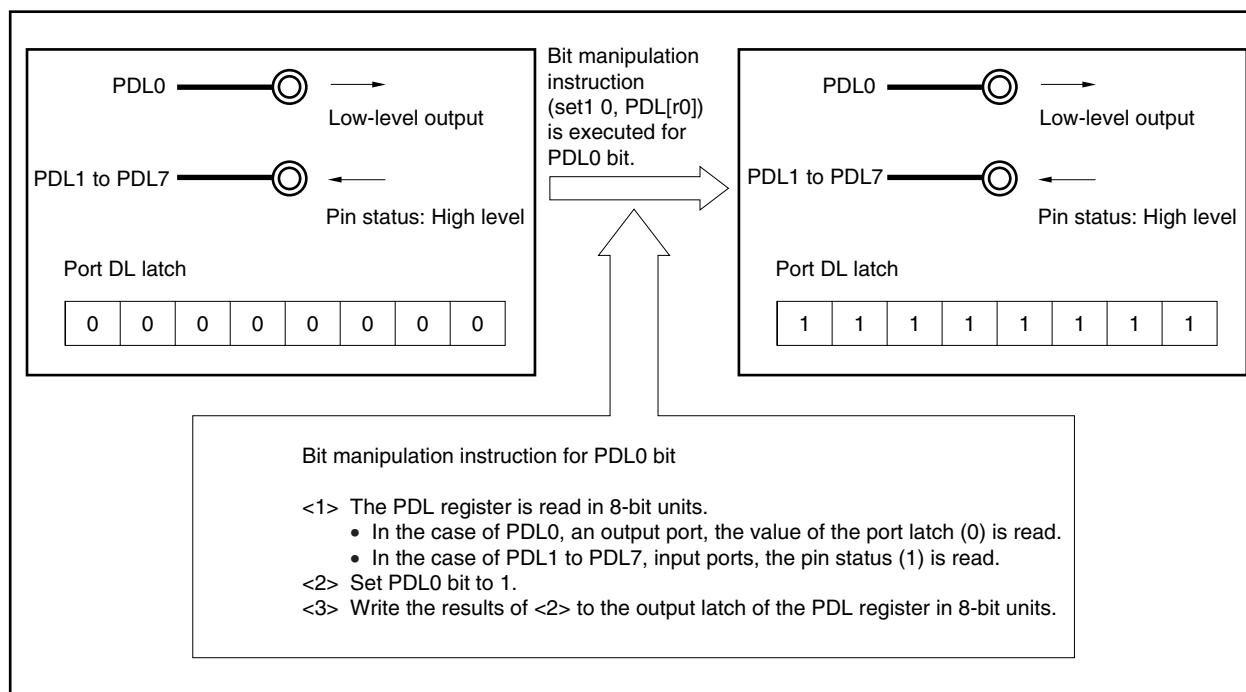 PDL0
Low-level output
PDL1 to PDL7
Pin status: High level
Port DL latch
0 0 0 0 0 0 0 0
Bit manipulation
instruction
(set1 0, PDL[r0])
is executed for
PDL0 bit.
PDL0
Low-level output
PDL1 to PDL7
Pin status: High level
Port DL latch
1 1 1 1 1 1 1 1
Bit manipulation instruction for PDL0 bit
<1> The PDL register is read in 8-bit units.
• In the case of PDL0, an output port, the value of the port latch (0) is read.
• In the case of PDL1 to PDL7, input ports, the pin status (1) is read.
<2> Set PDL0 bit to 1.
<3> Write the results of <2> to the output latch of the PDL register in 8-bit units.